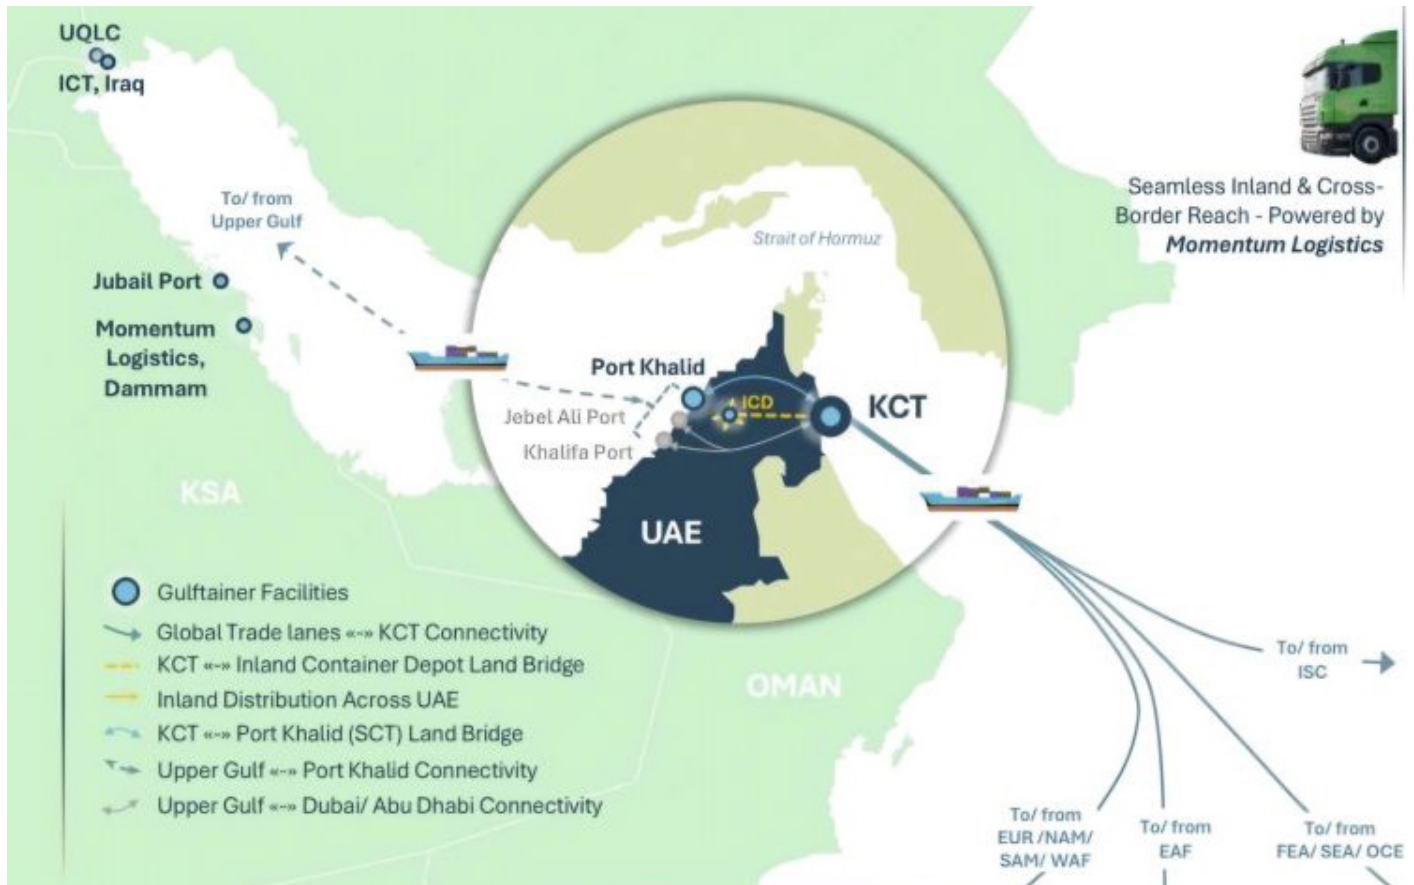 UQLC
ICT, Iraq
To/ from
Upper Gulf
Jubail Port
Momentum
Logistics,
Dammam
Seamless Inland & Cross-
Border Reach - Powered by
Momentum Logistics
Strait of Hormuz
Port Khalid
ICD
KCT
Jebel Ali Port
Khalifa Port
KSA
UAE
OMAN
Gulftainer Facilities
Global Trade lanes «-» KCT Connectivity
KCT «-» Inland Container Depot Land Bridge
Inland Distribution Across UAE
KCT «-» Port Khalid (SCT) Land Bridge
Upper Gulf «-» Port Khalid Connectivity
Upper Gulf «-» Dubai/ Abu Dhabi Connectivity
To/ from
ISC
To/ from
EUR /NAM/
SAM/ WAF
To/ from
EAF
To/ from
FEA/ SEA/ OCE